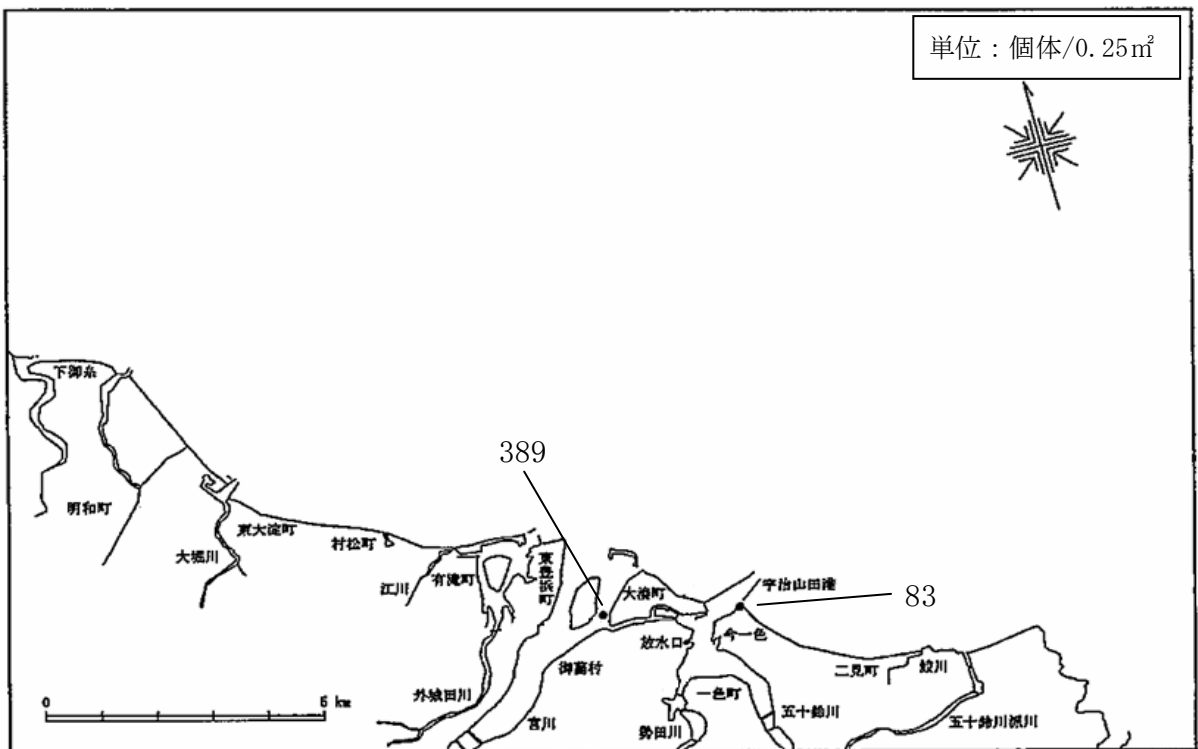 単位：個体/0.25㎡
下御糸
389
明和町
東大淀町
大堀川
村松町
江川
有滝町
東豊浜町
大湊町
宇治山田港
83
放水口
今一色
御薗村
二見町
鮫川
外城田川
宮川
一色町
勢田川
五十鈴川
五十鈴川派川
0 5 km